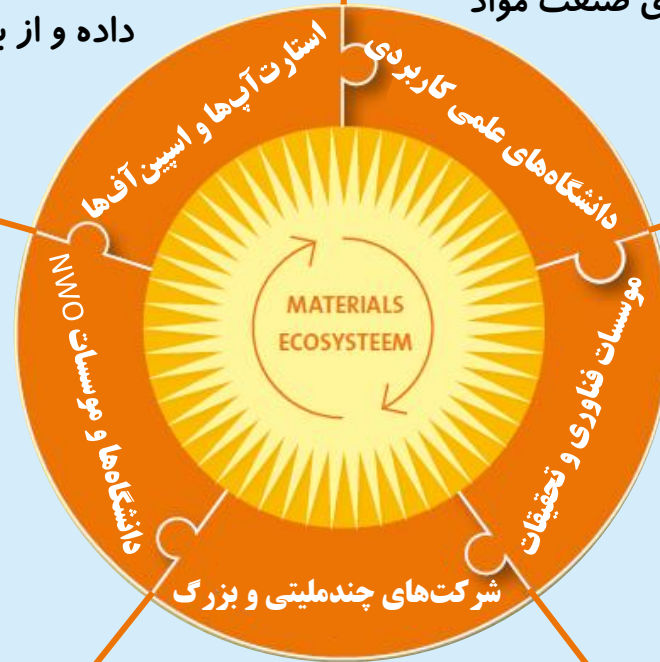 صنعت مواد
داده و از
استارت‌آپ‌ها و اسپین آف‌ها
دانشگاه‌های علمی کاربردی
موسسات فناوری و تحقیقات
شرکت‌های چندملیتی و بزرگ
دانشگاه‌ها و موسسات NWO
MATERIALS
ECOSYSTEEM